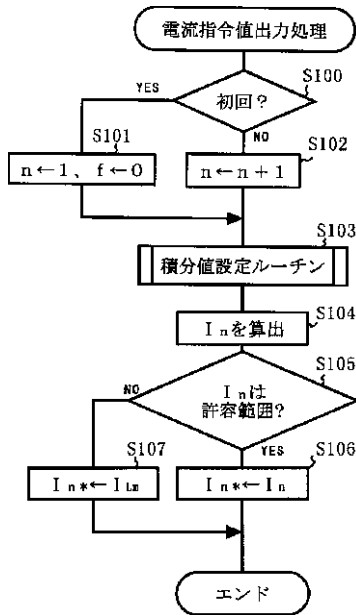 電流指令値出力処理
S100
YES
初回?
S101
NO
S102
n←1、f←0
n←n+1
S103
積分値設定ルーチン
S104
Inを算出
S105
NO
Inは
許容範囲?
S107
YES
S106
In*←ILm
In*←In
エンド